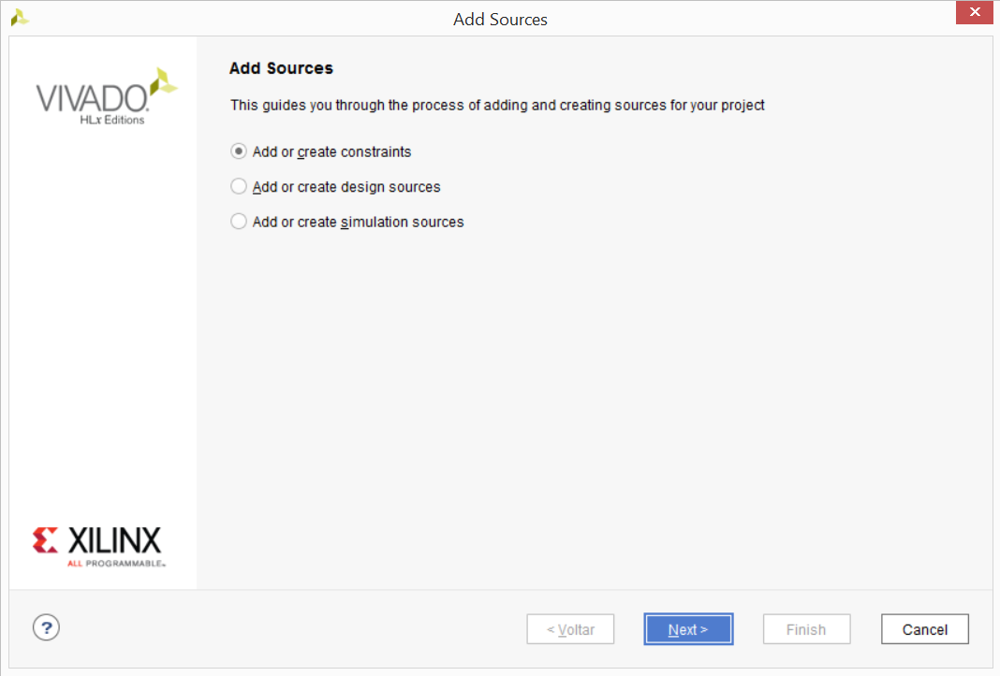 Add Sources
VIVADO.
HLx Editions
Add Sources
This guides you through the process of adding and creating sources for your project
Add or create constraints
Add or create design sources
Add or create simulation sources
XILINX
ALL PROGRAMMABLE™
?
< Voltar
Next >
Finish
Cancel